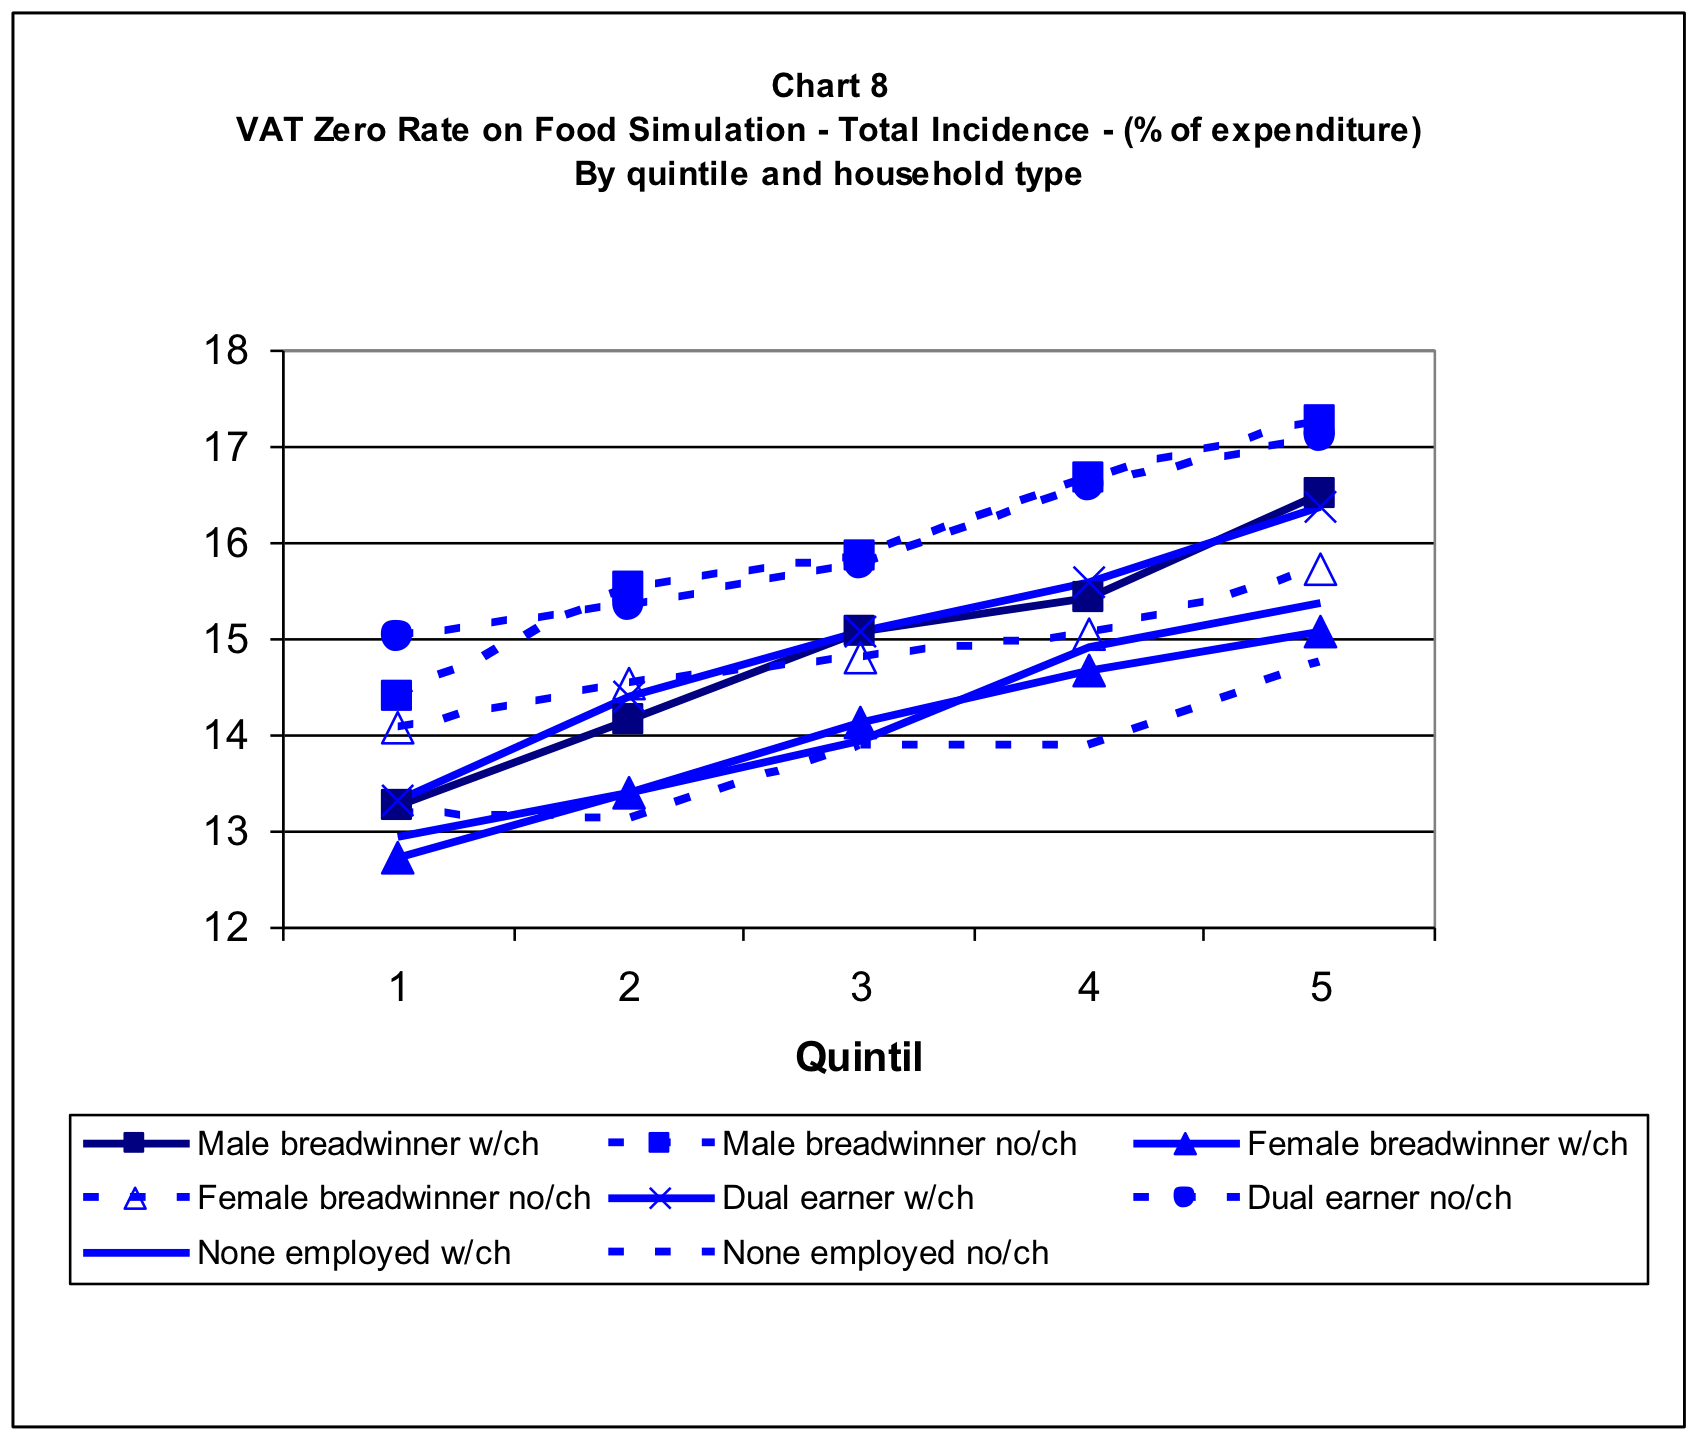 Chart 8
VAT Zero Rate on Food Simulation - Total Incidence - (% of expenditure)
By quintile and household type
18
17
16
15
14
13
12
1 2 3 4 5
Quintil
Male breadwinner w/ch Male breadwinner no/ch Female breadwinner w/ch
Female breadwinner no/ch Dual earner w/ch Dual earner no/ch
None employed w/ch None employed no/ch